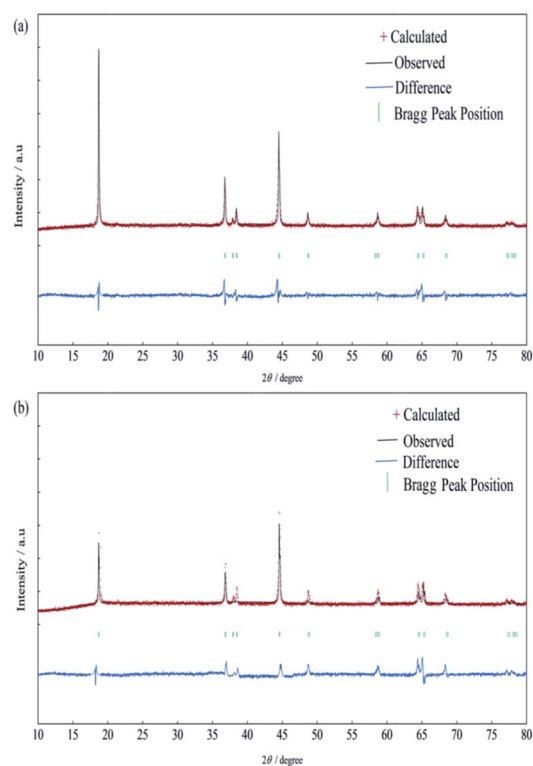 (a)
+ Calculated
Observed
Difference
Bragg Peak Position
Intensity / a.u
10 15 20 25 30 35 40 45 50 55 60 65 70 75 80
2θ / degree
(b)
+ Calculated
Observed
Difference
Bragg Peak Position
Intensity / a.u
10 15 20 25 30 35 40 45 50 55 60 65 70 75 80
2θ / degree